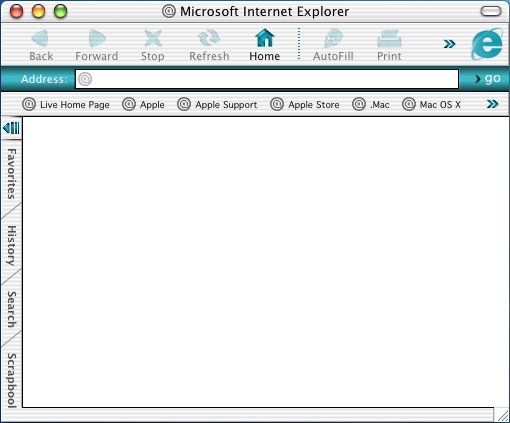 Microsoft Internet Explorer
Back Forward Stop Refresh Home AutoFill Print
Address: @ go
@ Live Home Page @ Apple @ Apple Support @ Apple Store @ .Mac @ Mac OS X
Favorites
History
Search
Scrapbool